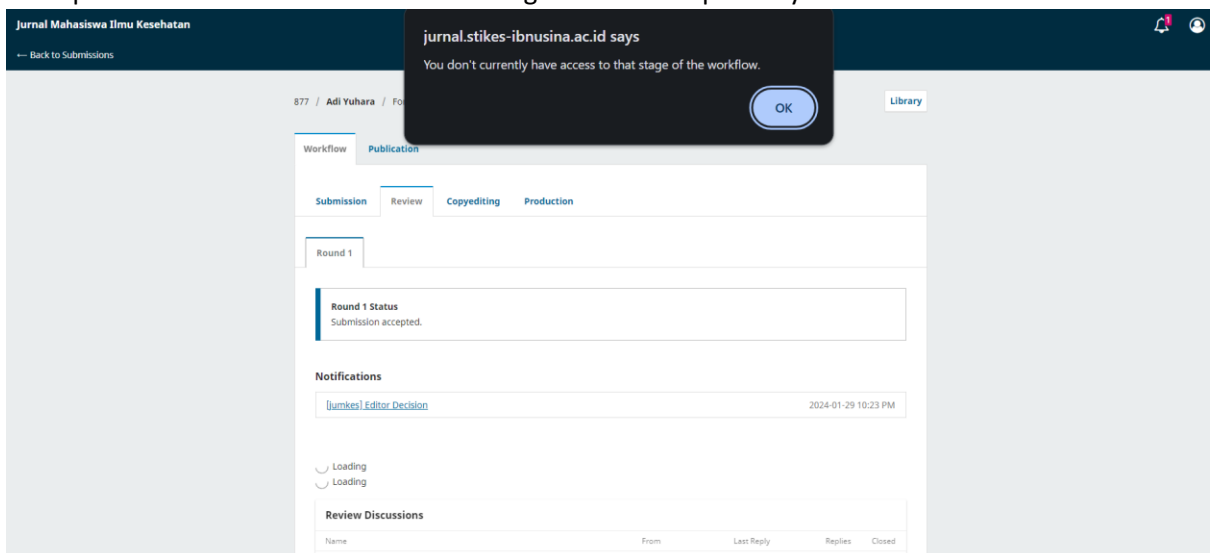 Jurnal Mahasiswa Ilmu Kesehatan
1
← Back to Submissions
jurnal.stikes-ibnusina.ac.id says
You don't currently have access to that stage of the workflow.
OK
877 / Adi Yuhara / Fo
Library
Workflow Publication
Submission Review Copyediting Production
Round 1
Round 1 Status
Submission accepted.
Notifications
[jumkes] Editor Decision 2024-01-29 10:23 PM
Loading
Loading
Review Discussions
Name From Last Reply Replies Closed